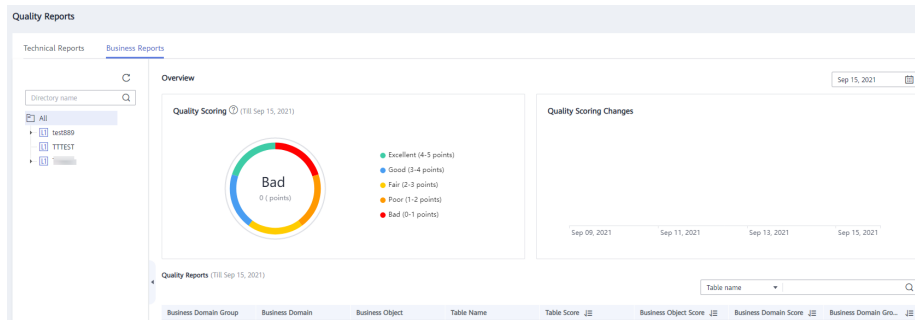 Quality Reports
Technical Reports Business Reports
Directory name
All
test889
TTTEST
Overview
Sep 15, 2021
Quality Scoring (Till Sep 15, 2021)
Bad
0 ( points)
Excellent (4-5 points)
Good (3-4 points)
Fair (2-3 points)
Poor (1-2 points)
Bad (0-1 points)
Quality Scoring Changes
Sep 09, 2021 Sep 11, 2021 Sep 13, 2021 Sep 15, 2021
Quality Reports (Till Sep 15, 2021)
Table name
Business Domain Group Business Domain Business Object Table Name Table Score Business Object Score Business Domain Score Business Domain Gro...